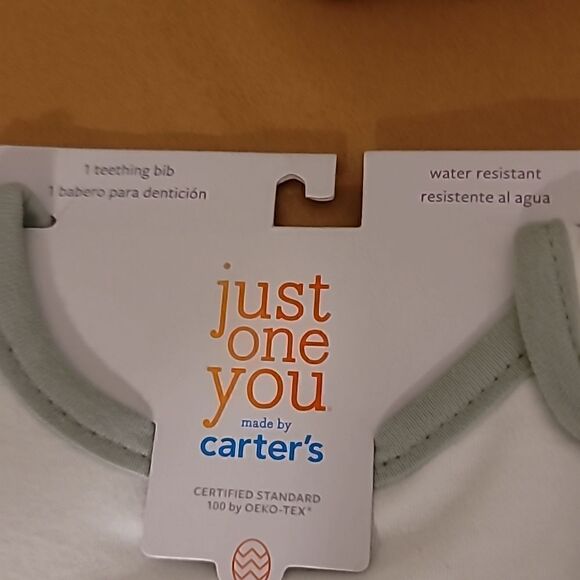 1 teething bib
1 babero para dentición
water resistant
resistente al agua
just
one
you
made by
carter's
CERTIFIED STANDARD
100 by OEKO-TEX®